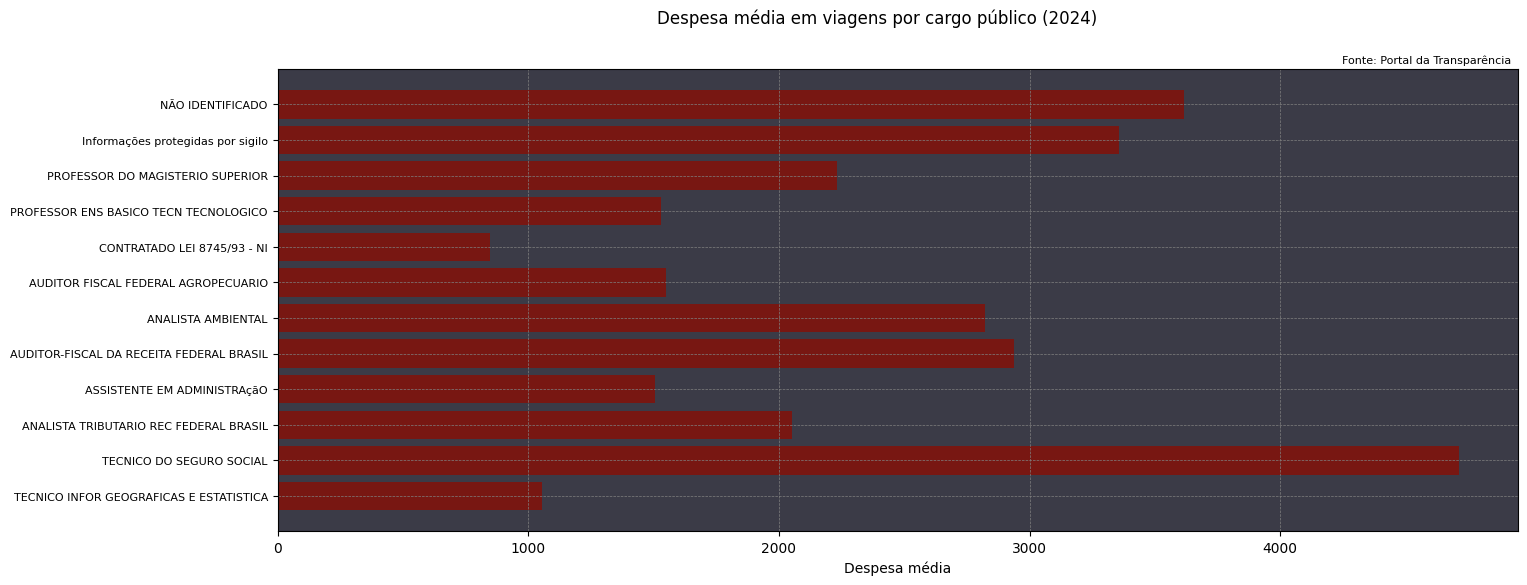 Despesa média em viagens por cargo público (2024)
Fonte: Portal da Transparência
NÃO IDENTIFICADO
Informações protegidas por sigilo
PROFESSOR DO MAGISTERIO SUPERIOR
PROFESSOR ENS BASICO TECN TECNOLOGICO
CONTRATADO LEI 8745/93 - NI
AUDITOR FISCAL FEDERAL AGROPECUARIO
ANALISTA AMBIENTAL
AUDITOR-FISCAL DA RECEITA FEDERAL BRASIL
ASSISTENTE EM ADMINISTRAçãO
ANALISTA TRIBUTARIO REC FEDERAL BRASIL
TECNICO DO SEGURO SOCIAL
TECNICO INFOR GEOGRAFICAS E ESTATISTICA
0 1000 2000 3000 4000
Despesa média